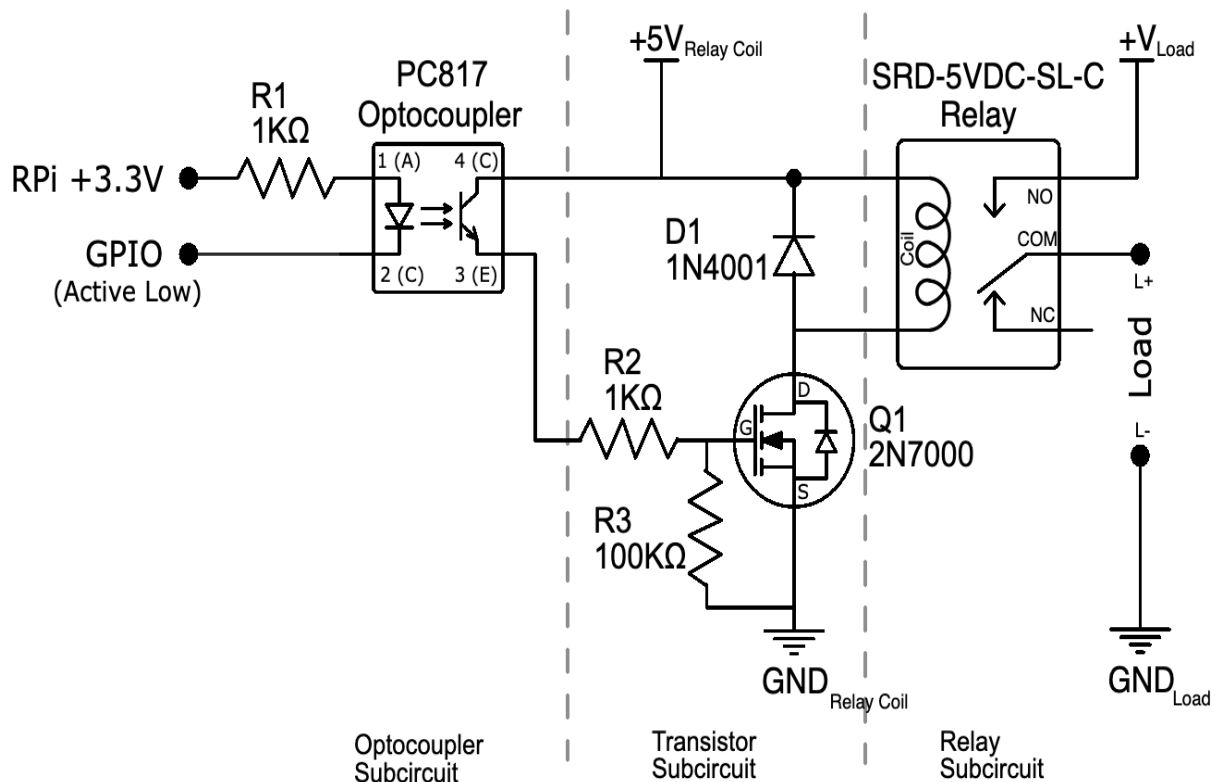 +5V Relay Coil
+V Load
PC817
Optocoupler
SRD-5VDC-SL-C
Relay
R1
1KΩ
1 (A)
4 (C)
RPi +3.3V
NO
GPIO
(Active Low)
2 (C)
3 (E)
D1
1N4001
Coil
COM
NC
L+
Load
L-
R2
1KΩ
D
G
S
Q1
2N7000
R3
100KΩ
GND Relay Coil
GND Load
Optocoupler
Subcircuit
Transistor
Subcircuit
Relay
Subcircuit